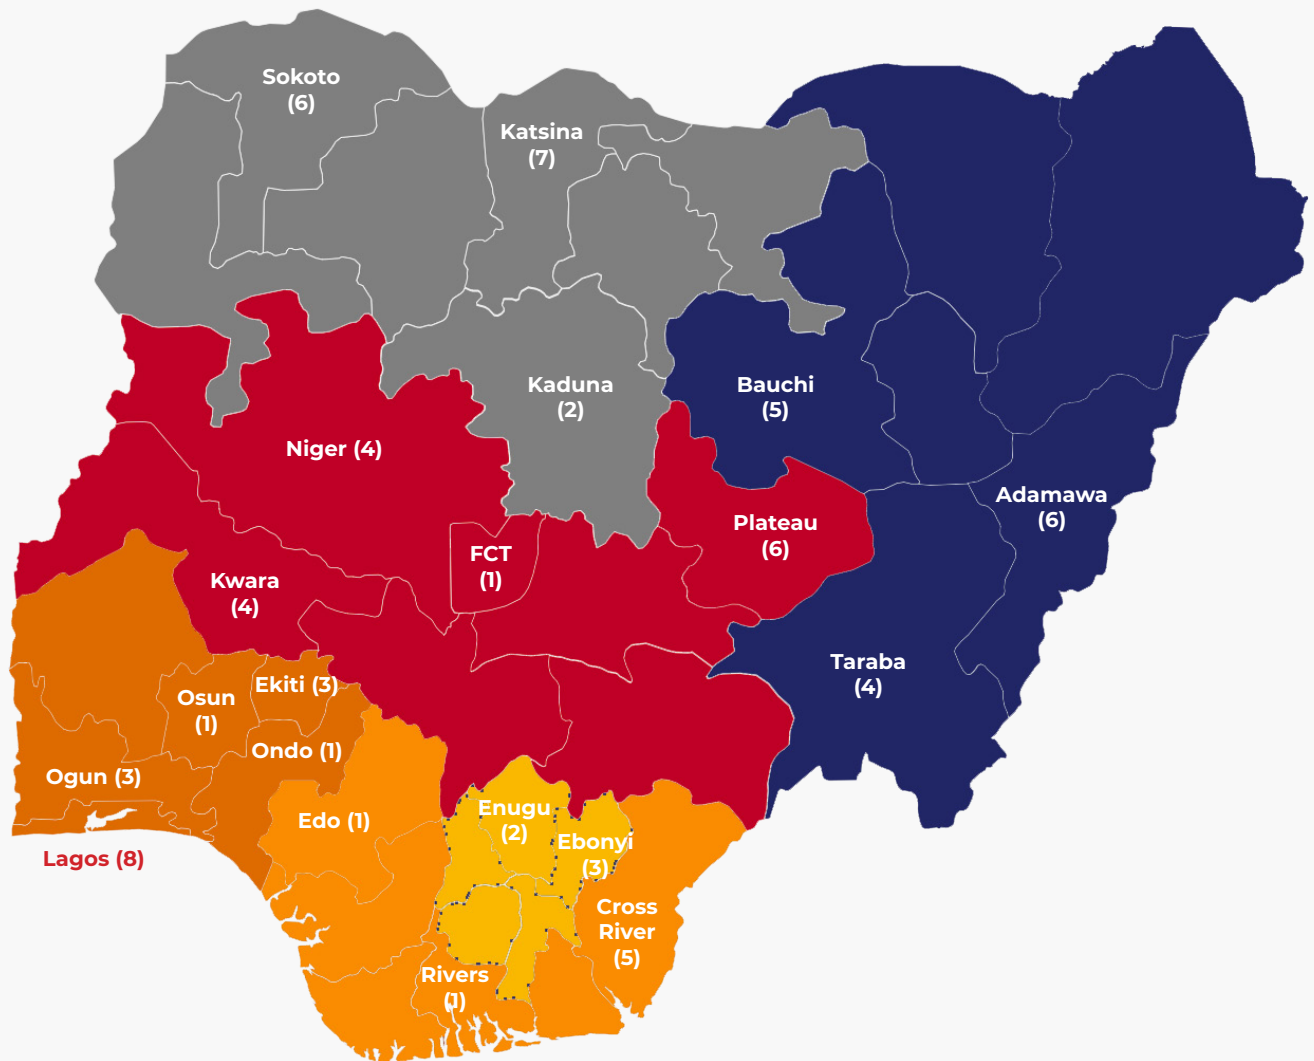 Sokoto
(6)
Katsina
(7)
Kaduna
(2)
Bauchi
(5)
Niger (4)
Adamawa
(6)
Plateau
(6)
FCT
(1)
Kwara
(4)
Taraba
(4)
Ekiti (3)
Osun
(1)
Ondo (1)
Ogun (3)
Enugu
(2)
Edo (1)
Ebonyi
(3)
Lagos (8)
Cross
River
(5)
Rivers
(1)